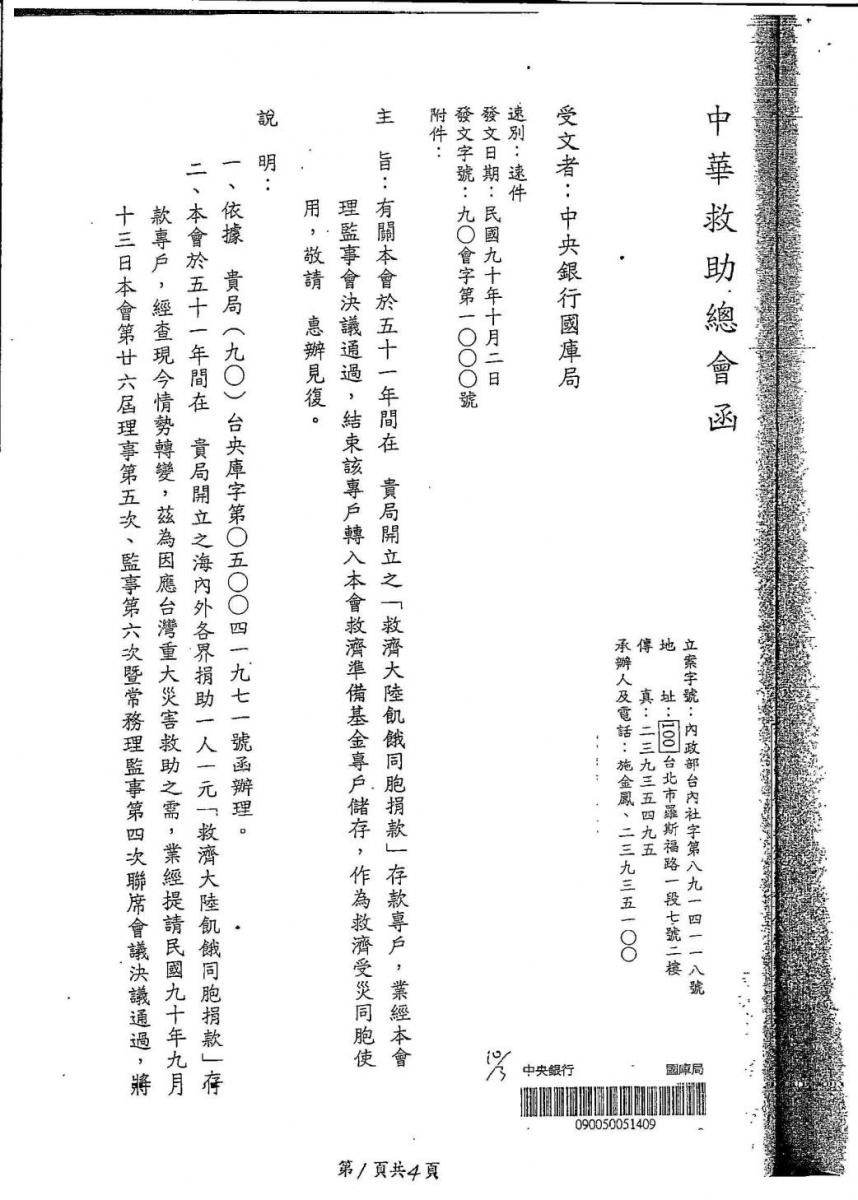 中華救助總會函
立案字號：內政部台內社字第八九一四一一八號
地　　址：100台北市羅斯福路一段七號二樓
傳　　真：二三九三五四九五
承辦人及電話：施金鳳、二三九三五一〇〇
受文者：中央銀行國庫局
速別：速件
發文日期：民國九十年十月二日
發文字號：九〇會字第一〇〇〇號
附件：
主　旨：有關本會於五十一年間在　貴局開立之「救濟大陸飢餓同胞捐款」存款專戶，業經本會
理監事會決議通過，結束該專戶轉入本會救濟準備基金專戶儲存，作為救濟受災同胞使
用，敬請　惠辦見復。
說　明：
一、依據　貴局（九〇）台央庫字第〇五〇〇四一九七一號函辦理。
二、本會於五十一年間在　貴局開立之海內外各界捐助一人一元「救濟大陸飢餓同胞捐款」存
款專戶，經查現今情勢轉變，茲為因應台灣重大災害救助之需，業經提請民國九十年九月
十三日本會第廿六屆理事第五次、監事第六次暨常務理監事第四次聯席會議決議通過，將
10/3
中央銀行　國庫局
090050051409
第1頁共4頁